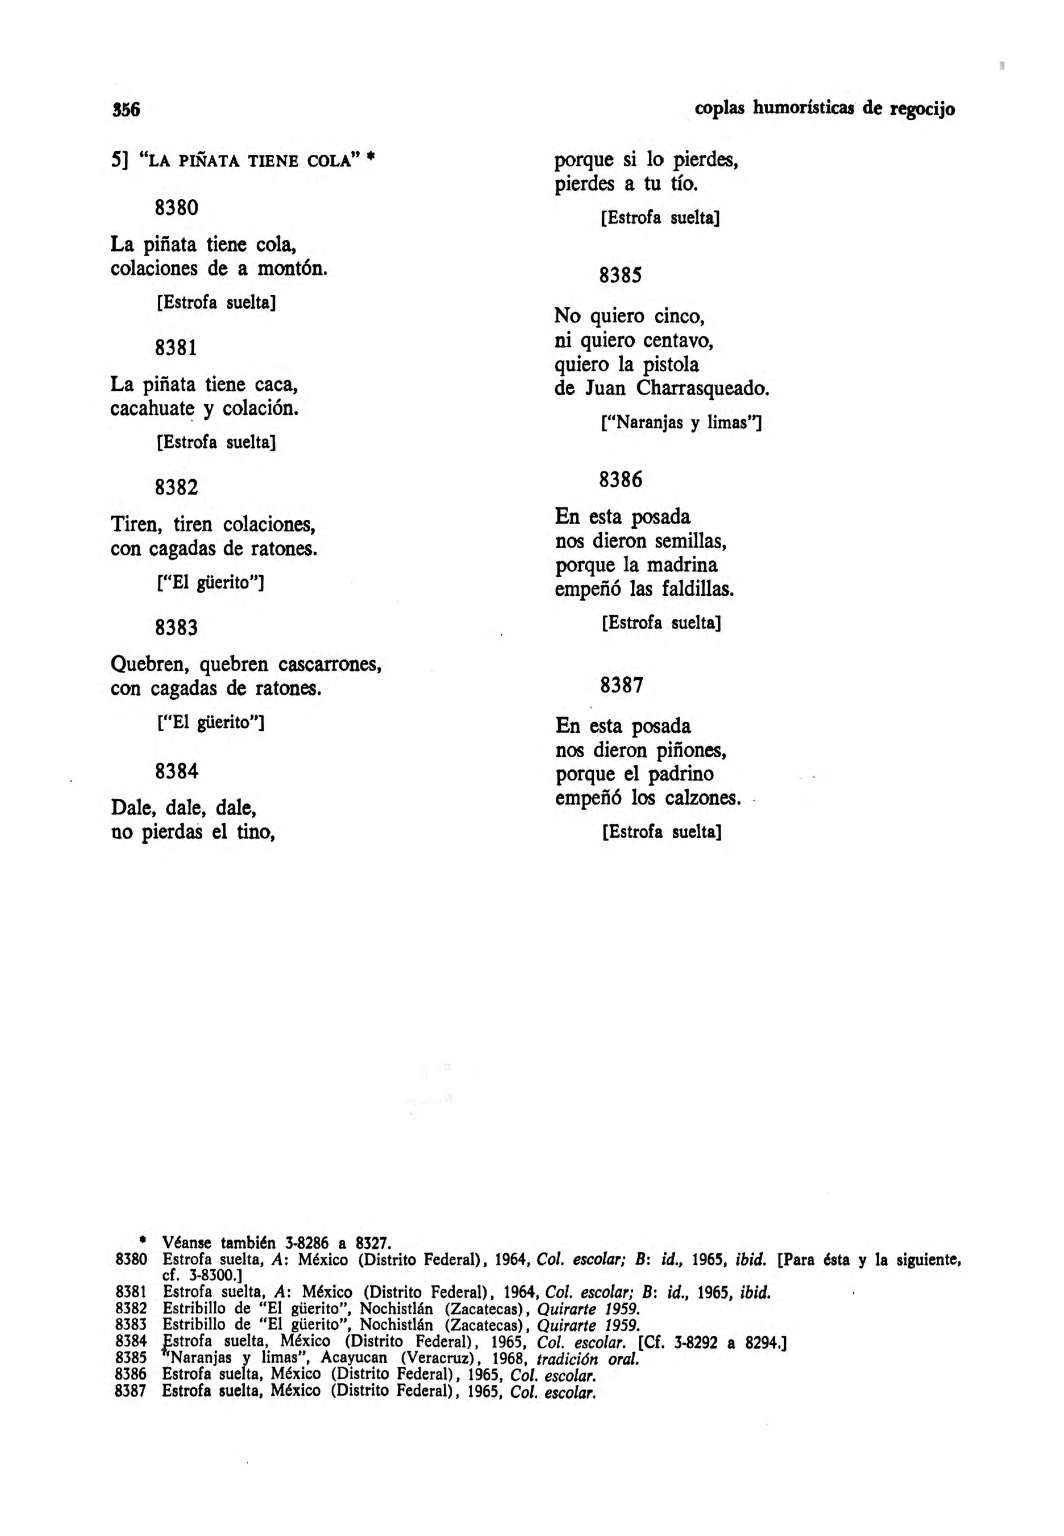 356
coplas humorísticas de regocijo
5] “LA PIÑATA TIENE COLA” *
8380
La piñata tiene cola,
colaciones de a montón.
[Estrofa suelta]
8381
La piñata tiene caca,
cacahuate y colación.
[Estrofa suelta]
8382
Tiren, tiren colaciones,
con cagadas de ratones.
[“El güerito”]
8383
Quebren, quebren cascarrones,
con cagadas de ratones.
[“El güerito”]
8384
Dale, dale, dale,
no pierdas el tino,
porque si lo pierdes,
pierdes a tu tío.
[Estrofa suelta]
8385
No quiero cinco,
ni quiero centavo,
quiero la pistola
de Juan Charrasqueado.
[“Naranjas y limas”]
8386
En esta posada
nos dieron semillas,
porque la madrina
empeñó las faldillas.
[Estrofa suelta]
8387
En esta posada
nos dieron piñones,
porque el padrino
empeñó los calzones.
[Estrofa suelta]
* Véanse también 3-8286 a 8327.
8380 Estrofa suelta, A: México (Distrito Federal), 1964, Col. escolar; B: id., 1965, ibid. [Para ésta y la siguiente,
cf. 3-8300.]
8381 Estrofa suelta, A: México (Distrito Federal), 1964, Col. escolar; B: id., 1965, ibid.
8382 Estribillo de “El güerito”, Nochistlán (Zacatecas), Quirarte 1959.
8383 Estribillo de “El güerito”, Nochistlán (Zacatecas), Quirarte 1959.
8384 Estrofa suelta, México (Distrito Federal), 1965, Col. escolar. [Cf. 3-8292 a 8294.]
8385 “Naranjas y limas”, Acayucan (Veracruz), 1968, tradición oral.
8386 Estrofa suelta, México (Distrito Federal), 1965, Col. escolar.
8387 Estrofa suelta, México (Distrito Federal), 1965, Col. escolar.